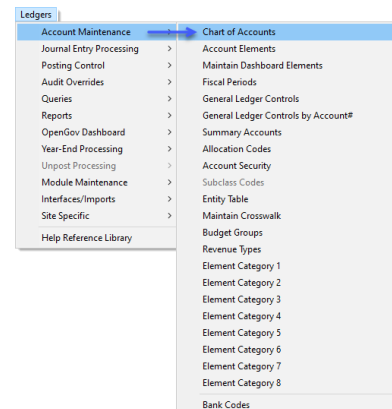 Ledgers
Account Maintenance
Journal Entry Processing
Posting Control
Audit Overrides
Queries
Reports
OpenGov Dashboard
Year-End Processing
Unpost Processing
Module Maintenance
Interfaces/Imports
Site Specific
Help Reference Library
Chart of Accounts
Account Elements
Maintain Dashboard Elements
Fiscal Periods
General Ledger Controls
General Ledger Controls by Account#
Summary Accounts
Allocation Codes
Account Security
Subclass Codes
Entity Table
Maintain Crosswalk
Budget Groups
Revenue Types
Element Category 1
Element Category 2
Element Category 3
Element Category 4
Element Category 5
Element Category 6
Element Category 7
Element Category 8
Bank Codes